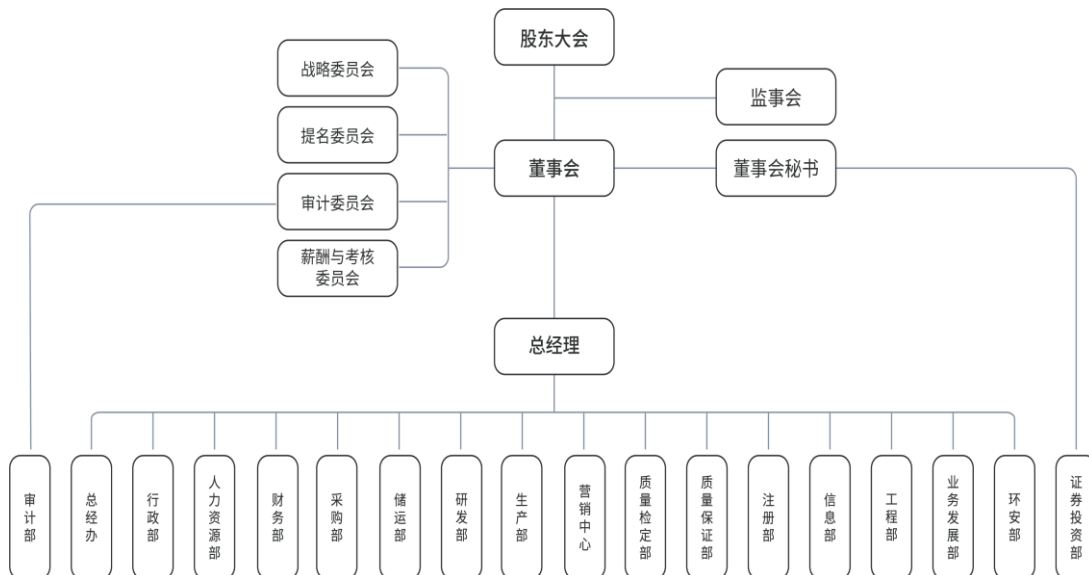 股东大会
战略委员会
监事会
提名委员会
董事会
董事会秘书
审计委员会
薪酬与考核
委员会
总经理
审计部
总经办
行政部
人力资源部
财务部
采购部
储运部
研发部
生产部
营销中心
质量检定部
质量保证部
注册部
信息部
工程部
业务发展部
环安部
证券投资部